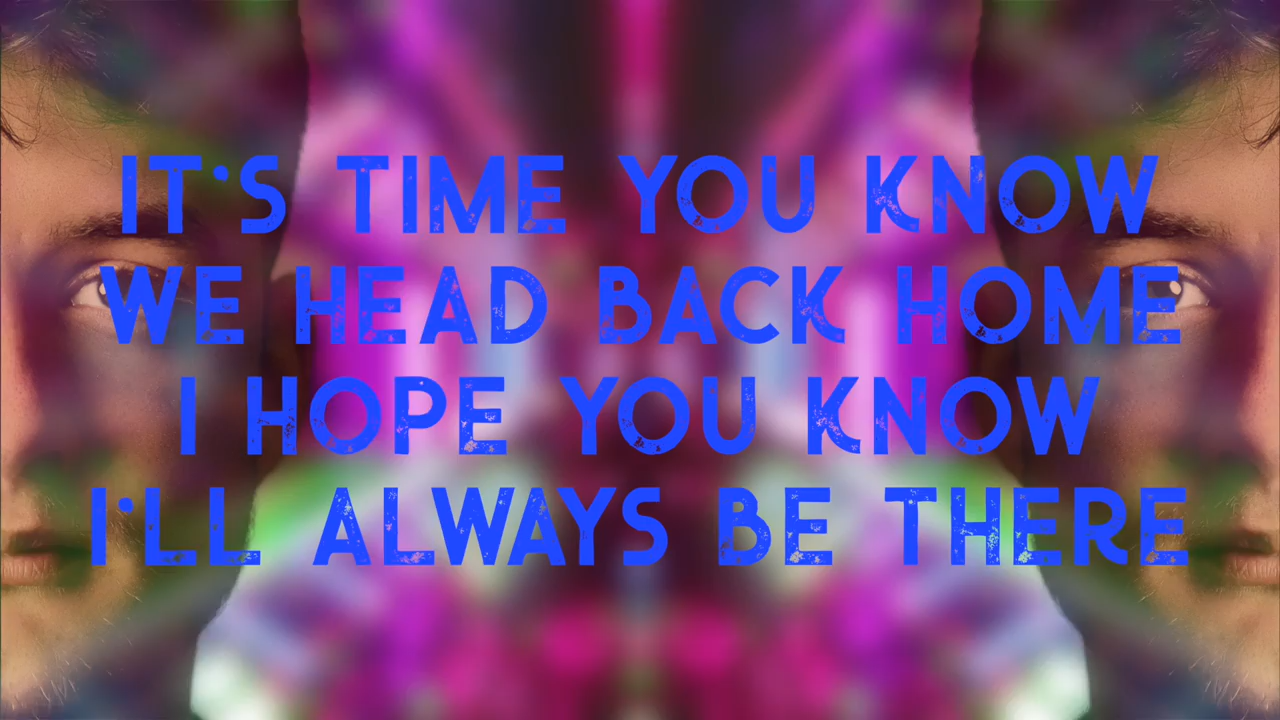 IT'S TIME YOU KNOW
WE HEAD BACK HOME
I HOPE YOU KNOW
I'LL ALWAYS BE THERE